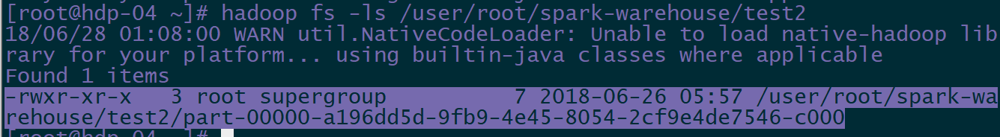 [root@hdp-04 ~]# hadoop fs -ls /user/root/spark-warehouse/test2
18/06/28 01:08:00 WARN util.NativeCodeLoader: Unable to load native-hadoop lib
rary for your platform... using builtin-java classes where applicable
Found 1 items
-rwxr-xr-x   3 root supergroup          7 2018-06-26 05:57 /user/root/spark-wa
rehouse/test2/part-00000-a196dd5d-9fb9-4e45-8054-2cf9e4de7546-c000
[root@hdp-04 ~]#